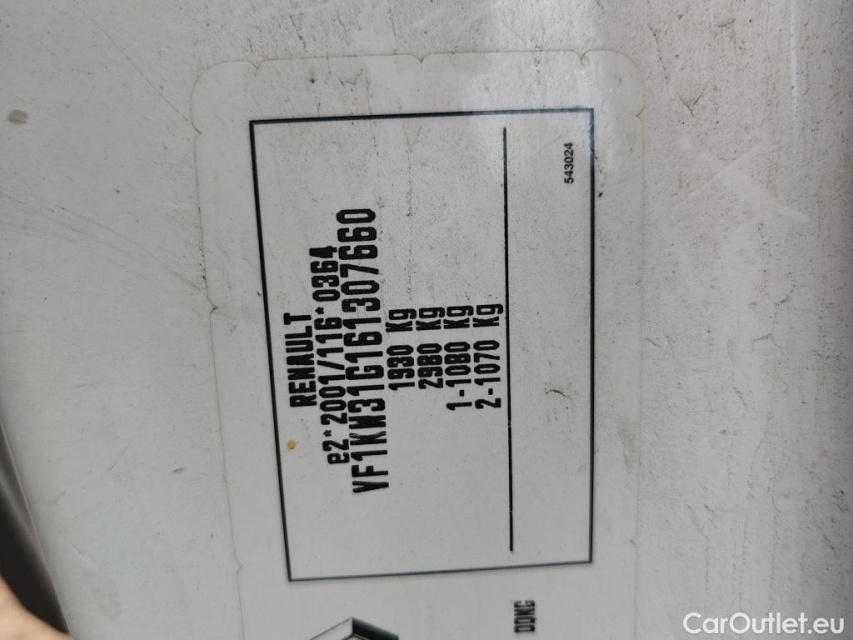 RENAULT
e2*2001/116*0364
VF1KW31G161307660
1930 Kg
2980 Kg
1-1080 Kg
2-1070 Kg
543024
CarOutlet.eu